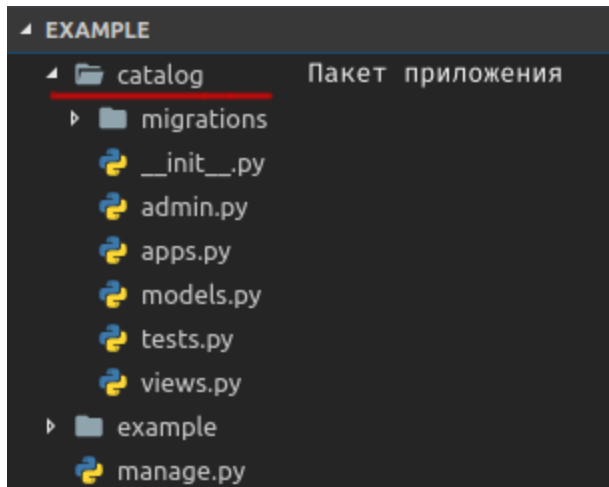 EXAMPLE
catalog Пакет приложения
migrations
__init__.py
admin.py
apps.py
models.py
tests.py
views.py
example
manage.py